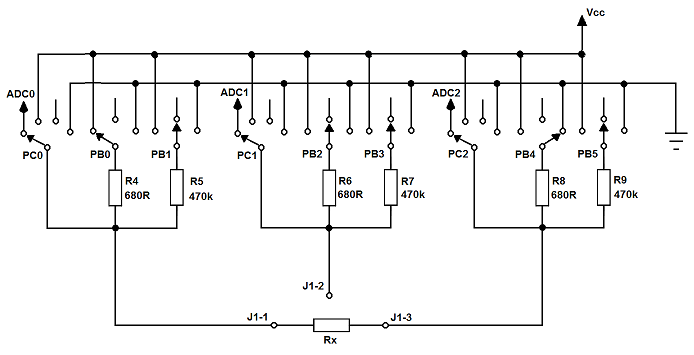 Vcc
ADC0 ADC1 ADC2
PC0 PB0 PB1 PC1 PB2 PB3 PC2 PB4 PB5
R4 R5 R6 R7 R8 R9
680R 470k 680R 470k 680R 470k
J1-2
J1-1 J1-3
Rx